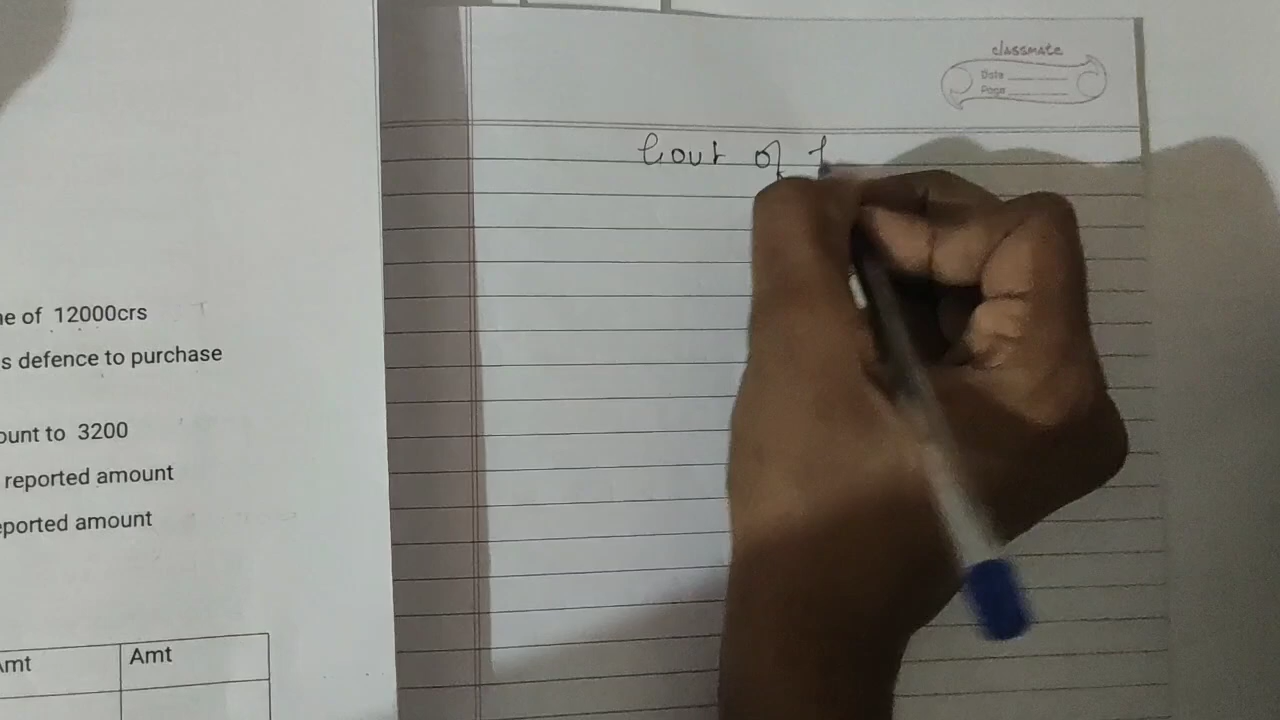 classmate
Date
Page
Govt of
ne of 12000crs
s defence to purchase
ount to 3200
reported amount
eported amount
Amt Amt